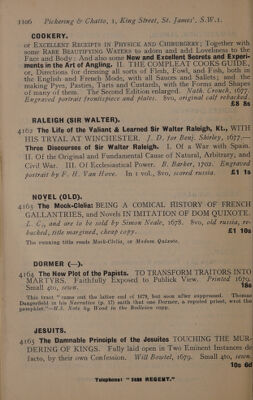 1106 Pickering & Chatto, 1, King Street, St. James', S.W.1.
COOKERY.
or EXCELLENT RECEIPTS IN PHYSICK AND CHIRURGERY; Together with
some RARE BEAUTIFYING WATERS to adorn and add Loveliness to the
Face and Body: And also some New and Excellent Secrets and Experi-
ments in the Art of Angling. II. THE COMPLEAT COOKS GUIDE,
or, Directions for dressing all sorts of Flesh, Fowl, and Fish, both in
the English and French Mode, with all Sauces and Sallets; and the
making Pyes, Pasties, Tarts and Custards, with the Forms and Shapes
of many of them. The Second Edition enlarged. Nath. Crouch, 1677.
Engraved portrait frontispiece and plates. 8vo, original calf rebacked.
£8 8s
RALEIGH (SIR WALTER).
4162 The Life of the Valiant & Learned Sir Walter Raleigh, Kt., WITH
HIS TRYAL AT WINCHESTER. J. D. for Benj. Shirley, 1677.—
Three Discourses of Sir Walter Raleigh. I. Of a War with Spain.
II. Of the Original and Fundamental Cause of Natural, Arbitrary, and
Civil War. III. Of Ecclesiastical Power. B. Barker, 1702. Engraved
portrait by F. H. Van Hove. In 1 vol., 8vo, scored russia. £1 1s
NOVEL (OLD).
4163 The Mock-Clelia: BEING A COMICAL HISTORY OF FRENCH
GALLANTRIES, and Novels IN IMITATION OF DOM QUIXOTE.
L. C., and are to be sold by Simon Neale, 1678. 8vo, old russia, re-
backed, title margined, cheap copy. £1 10s
The running title reads Mock-Clelia, or Madam Quixote.
DORMER (—).
4164 The New Plot of the Papists. TO TRANSFORM TRAITORS INTO
MARTYRS. Faithfully Exposed to Publick View. Printed 1679.
Small 4to, sewn. 18s
This tract "came out the latter end of 1679, but soon after suppressed. Thomas
Dangerfield in his Narrative (p. 17) saith that one Dormer, a reputed priest, wrot this
pamphlet."—MS. Note by Wood in the Bodleian copy.
JESUITS.
4165 The Damnable Principle of the Jesuites TOUCHING THE MUR-
DERING OF KINGS. Fully laid open in Two Eminent Instances de
facto, by their own Confession. Will Bowtel, 1679. Small 4to, sewn.
10s 6d
Telephone: " REGENT."